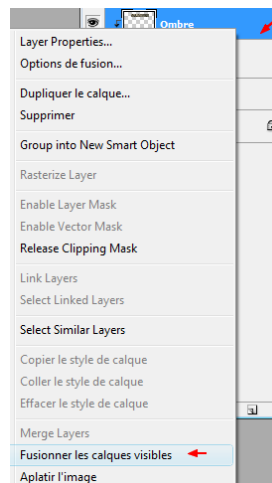 Ombre
Layer Properties...
Options de fusion...
Dupliquer le calque...
Supprimer
Group into New Smart Object
Rasterize Layer
Enable Layer Mask
Enable Vector Mask
Release Clipping Mask
Link Layers
Select Linked Layers
Select Similar Layers
Copier le style de calque
Coller le style de calque
Effacer le style de calque
Merge Layers
Fusionner les calques visibles
Aplatir l'image